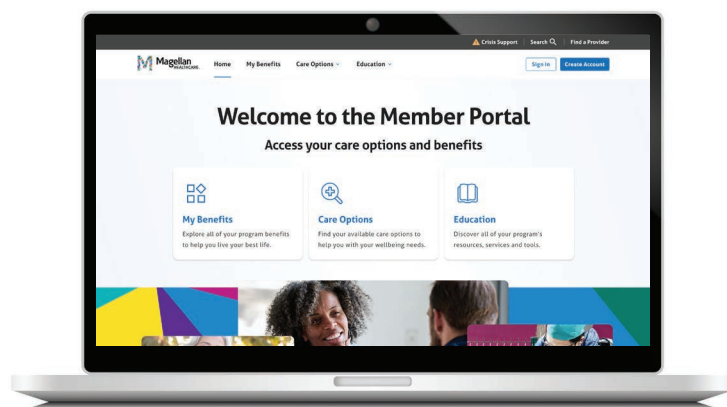 Crisis Support Search Find a Provider
Magellan
HEALTHCARE.
Home My Benefits Care Options Education
Sign In Create Account
Welcome to the Member Portal
Access your care options and benefits
My Benefits
Explore all of your program benefits
to help you live your best life.
Care Options
Find your available care options to
help you with your wellbeing needs.
Education
Discover all of your program's
resources, services and tools.